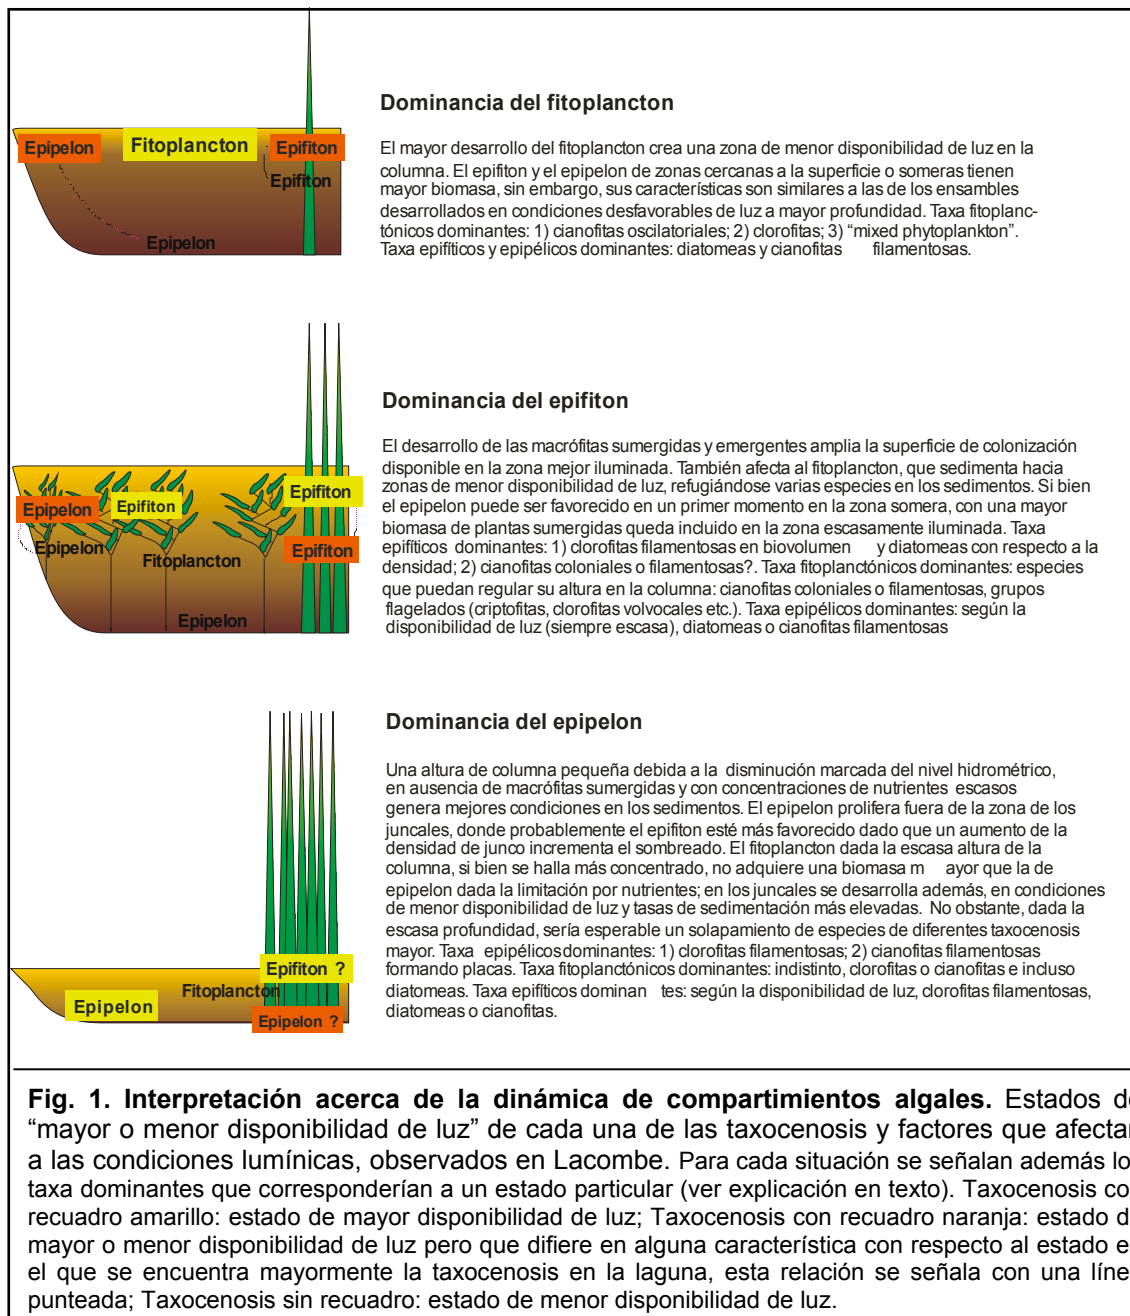 Dominancia del fitoplancton
Epipelon
Fitoplancton
Epifiton
Epifiton
Epipelon
El mayor desarrollo del fitoplancton crea una zona de menor disponibilidad de luz en la
columna. El epifiton y el epipelon de zonas cercanas a la superficie o someras tienen
mayor biomasa, sin embargo, sus características son similares a las de los ensambles
desarrollados en condiciones desfavorables de luz a mayor profundidad. Taxa fitoplanc-
tónicos dominantes: 1) cianofitas oscilatoriales; 2) clorofitas; 3) “mixed phytoplankton”.
Taxa epifíticos y epipélicos dominantes: diatomeas y cianofitas filamentosas.
Dominancia del epifiton
Epipelon
Epifiton
Epifiton
Epipelon
Fitoplancton
Epifiton
Epipelon
El desarrollo de las macrófitas sumergidas y emergentes amplia la superficie de colonización
disponible en la zona mejor iluminada. También afecta al fitoplancton, que sedimenta hacia
zonas de menor disponibilidad de luz, refugiándose varias especies en los sedimentos. Si bien
el epipelon puede ser favorecido en un primer momento en la zona somera, con una mayor
biomasa de plantas sumergidas queda incluido en la zona escasamente iluminada. Taxa
epifíticos dominantes: 1) clorofitas filamentosas en biovolumen y diatomeas con respecto a la
densidad; 2) cianofitas coloniales o filamentosas?. Taxa fitoplanctónicos dominantes: especies
que puedan regular su altura en la columna: cianofitas coloniales o filamentosas, grupos
flagelados (criptofitas, clorofitas volvocales etc.). Taxa epipélicos dominantes: según la
disponibilidad de luz (siempre escasa), diatomeas o cianofitas filamentosas
Dominancia del epipelon
Una altura de columna pequeña debida a la disminución marcada del nivel hidrométrico,
en ausencia de macrófitas sumergidas y con concentraciones de nutrientes escasos
genera mejores condiciones en los sedimentos. El epipelon prolifera fuera de la zona de los
juncales, donde probablemente el epifiton esté más favorecido dado que un aumento de la
densidad de junco incrementa el sombreado. El fitoplancton dada la escasa altura de la
columna, si bien se halla más concentrado, no adquiere una biomasa m ayor que la de
epipelon dada la limitación por nutrientes; en los juncales se desarrolla además, en condiciones
de menor disponibilidad de luz y tasas de sedimentación más elevadas. No obstante, dada la
escasa profundidad, sería esperable un solapamiento de especies de diferentes taxocenosis
mayor. Taxa epipélicos dominantes: 1) clorofitas filamentosas; 2) cianofitas filamentosas
formando placas. Taxa fitoplanctónicos dominantes: indistinto, clorofitas o cianofitas e incluso
diatomeas. Taxa epifíticos dominan tes: según la disponibilidad de luz, clorofitas filamentosas,
diatomeas o cianofitas.
Epifiton ?
Fitoplancton
Epipelon
Epipelon ?
Fig. 1. Interpretación acerca de la dinámica de compartimientos algales. Estados de
“mayor o menor disponibilidad de luz” de cada una de las taxocenosis y factores que afectan
a las condiciones lumínicas, observados en Lacombe. Para cada situación se señalan además lo
taxa dominantes que corresponderían a un estado particular (ver explicación en texto). Taxocenosis co
recuadro amarillo: estado de mayor disponibilidad de luz; Taxocenosis con recuadro naranja: estado d
mayor o menor disponibilidad de luz pero que difiere en alguna característica con respecto al estado e
el que se encuentra mayormente la taxocenosis en la laguna, esta relación se señala con una líne
punteada; Taxocenosis sin recuadro: estado de menor disponibilidad de luz.